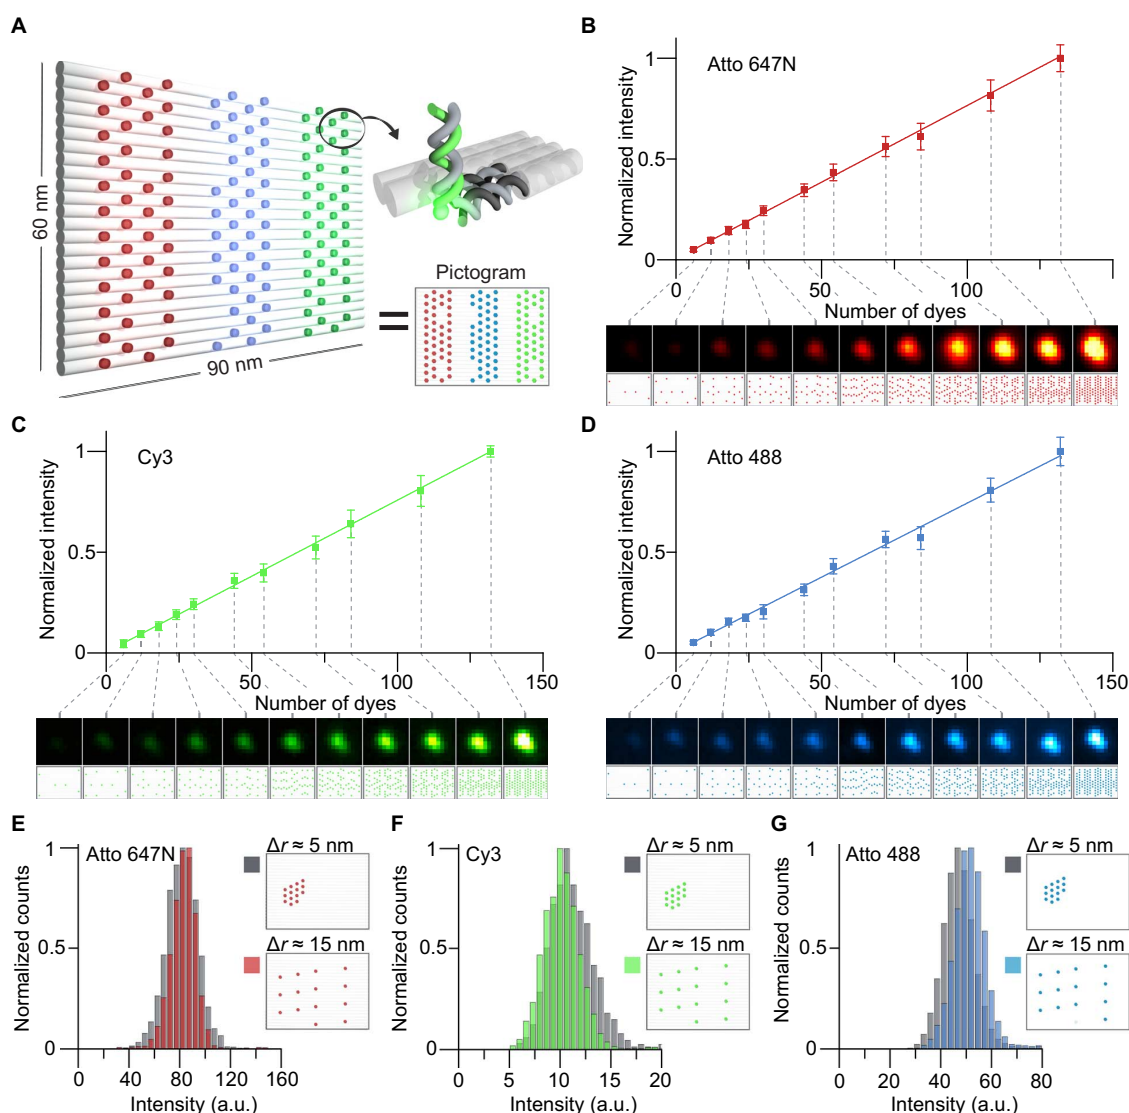 A
60 nm
90 nm
Pictogram
=
B
Atto 647N
Normalized intensity
1
0.5
0
0
50
100
Number of dyes
C
Cy3
Normalized intensity
1
0.5
0
0
50
100
150
Number of dyes
D
Atto 488
Normalized intensity
1
0.5
0
0
50
100
150
Number of dyes
E
Atto 647N
Normalized counts
1
0.5
0
0
40
80
120
160
Intensity (a.u.)
Δr ≈ 5 nm
Δr ≈ 15 nm
F
Cy3
Normalized counts
1
0.5
0
0
5
10
15
20
Intensity (a.u.)
Δr ≈ 5 nm
Δr ≈ 15 nm
G
Atto 488
Normalized counts
1
0.5
0
0
20
40
60
80
Intensity (a.u.)
Δr ≈ 5 nm
Δr ≈ 15 nm